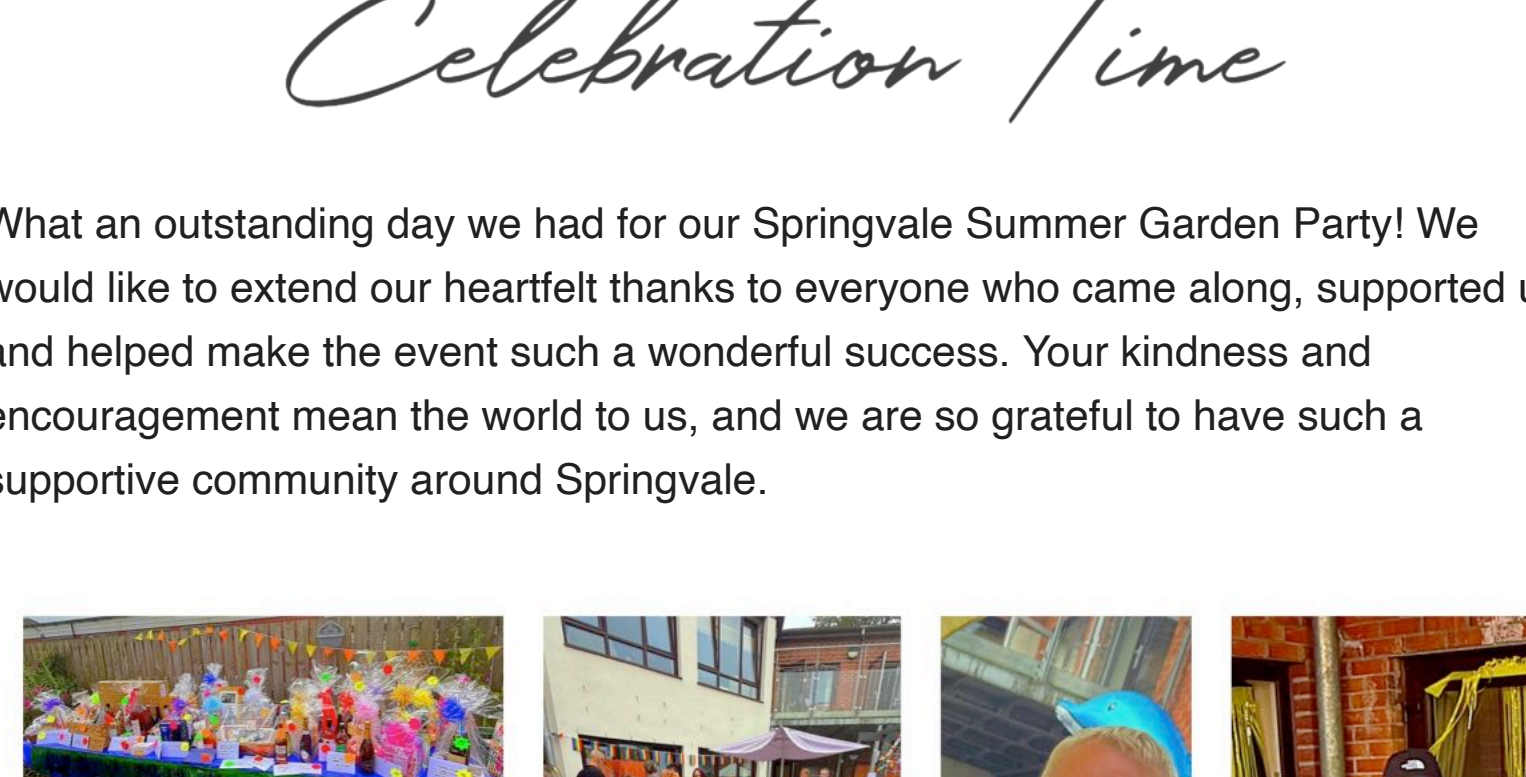 Celebration Time
What an outstanding day we had for our Springvale Summer Garden Party! We
would like to extend our heartfelt thanks to everyone who came along, supported
and helped make the event such a wonderful success. Your kindness and
encouragement mean the world to us, and we are so grateful to have such a
supportive community around Springvale.